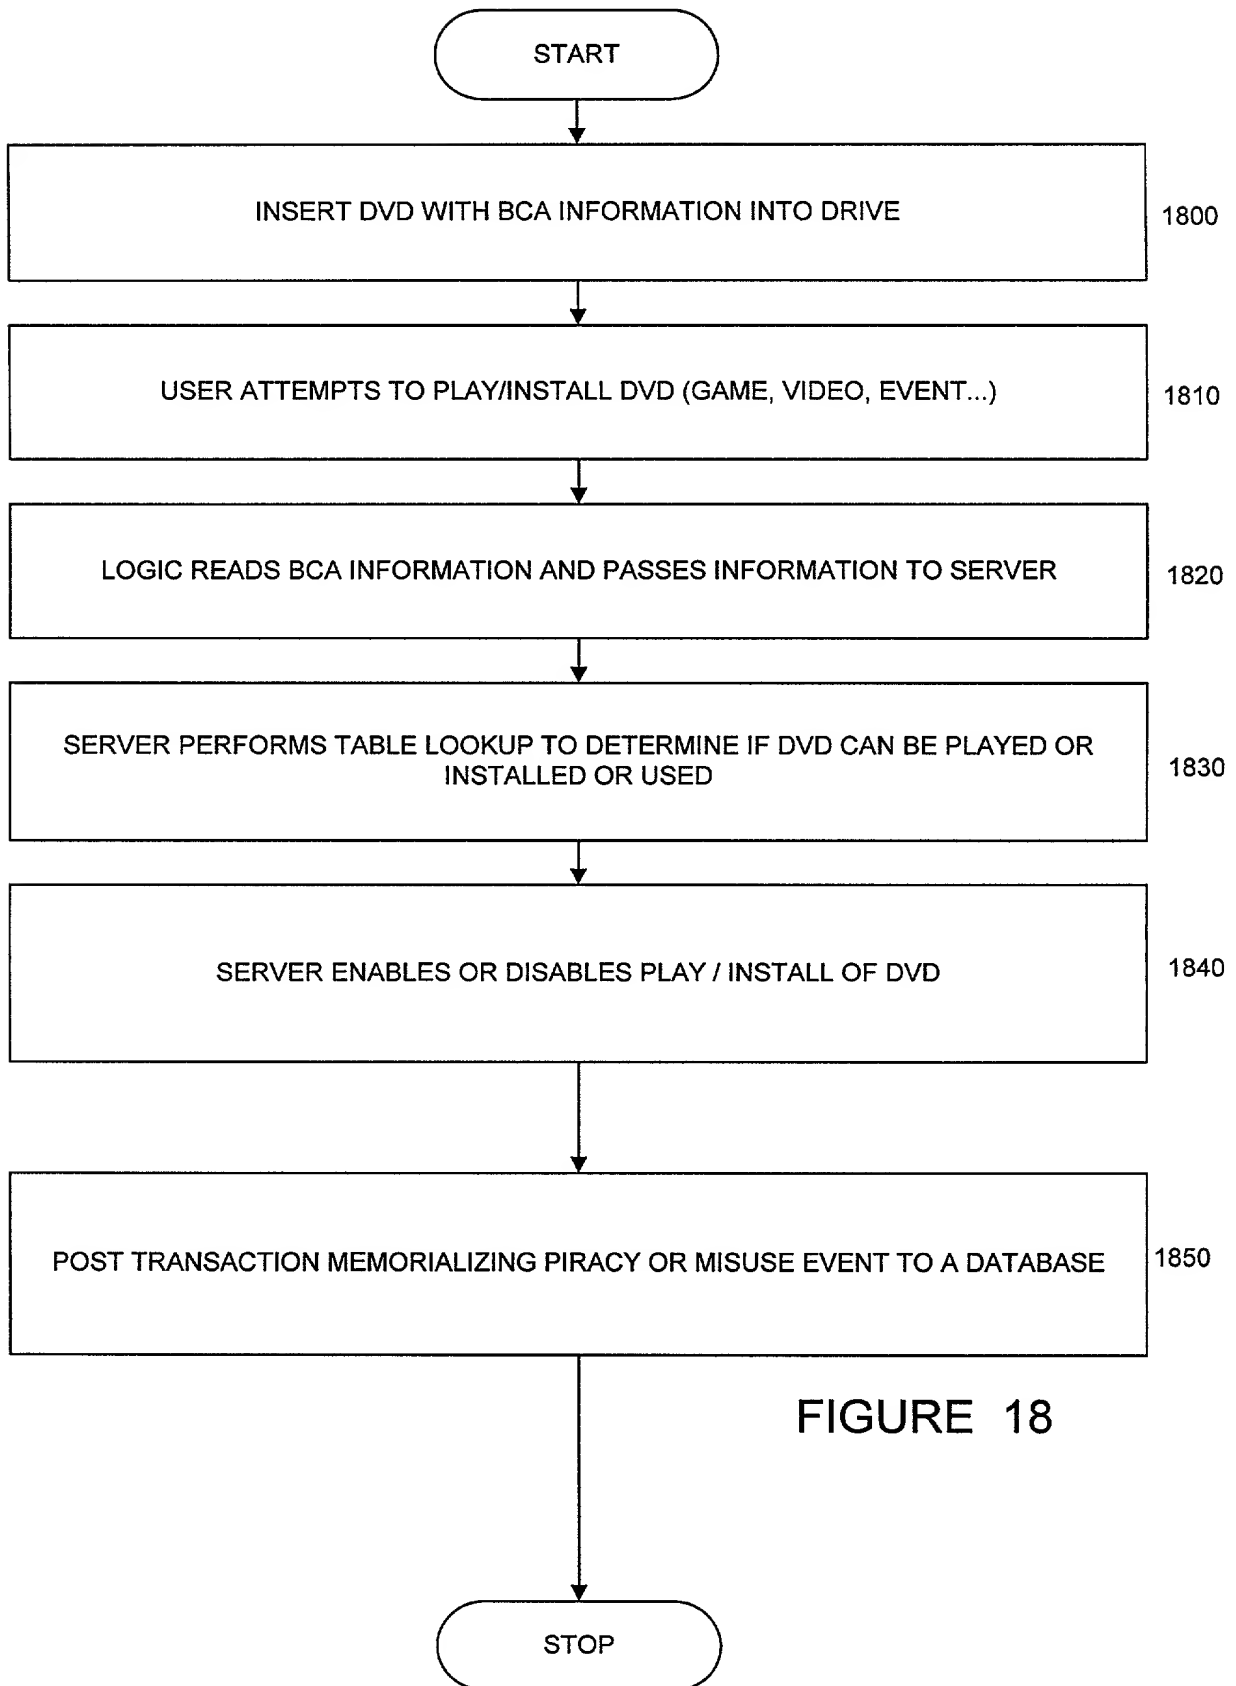 START
INSERT DVD WITH BCA INFORMATION INTO DRIVE
1800
USER ATTEMPTS TO PLAY/INSTALL DVD (GAME, VIDEO, EVENT...)
1810
LOGIC READS BCA INFORMATION AND PASSES INFORMATION TO SERVER
1820
SERVER PERFORMS TABLE LOOKUP TO DETERMINE IF DVD CAN BE PLAYED OR
INSTALLED OR USED
1830
SERVER ENABLES OR DISABLES PLAY / INSTALL OF DVD
1840
POST TRANSACTION MEMORIALIZING PIRACY OR MISUSE EVENT TO A DATABASE
1850
FIGURE 18
STOP